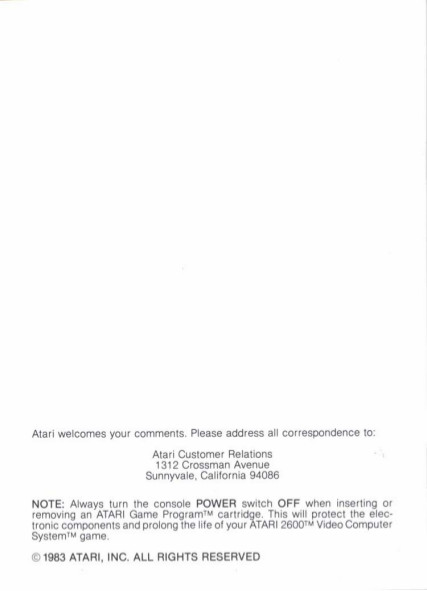 Atari welcomes your comments. Please address all correspondence to:
Atari Customer Relations
1312 Crossman Avenue
Sunnyvale, California 94086
NOTE: Always turn the console POWER switch OFF when inserting or
removing an ATARI Game Program™ cartridge. This will protect the elec-
tronic components and prolong the life of your ATARI 2600™ Video Computer
System™ game.
© 1983 ATARI, INC. ALL RIGHTS RESERVED